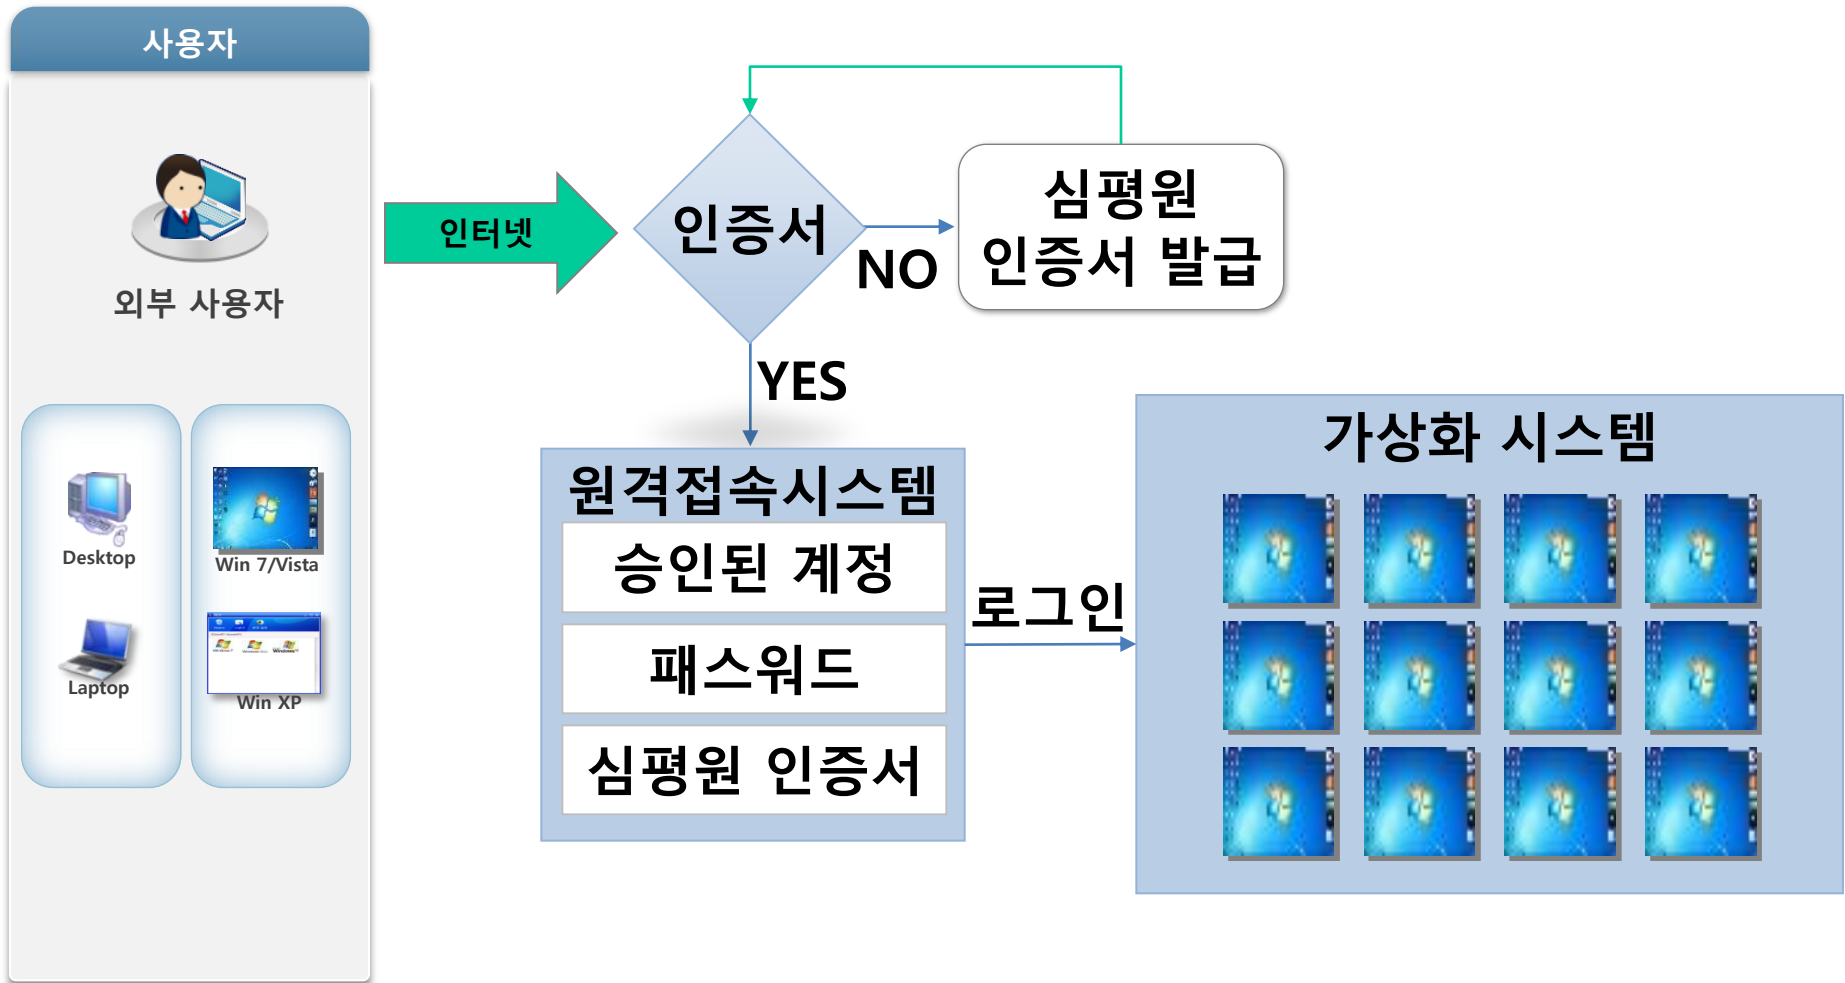 사용자
외부 사용자
Desktop
Laptop
Win 7/Vista
Win XP
인터넷
인증서
NO
심평원
인증서 발급
YES
원격접속시스템
승인된 계정
패스워드
심평원 인증서
로그인
가상화 시스템